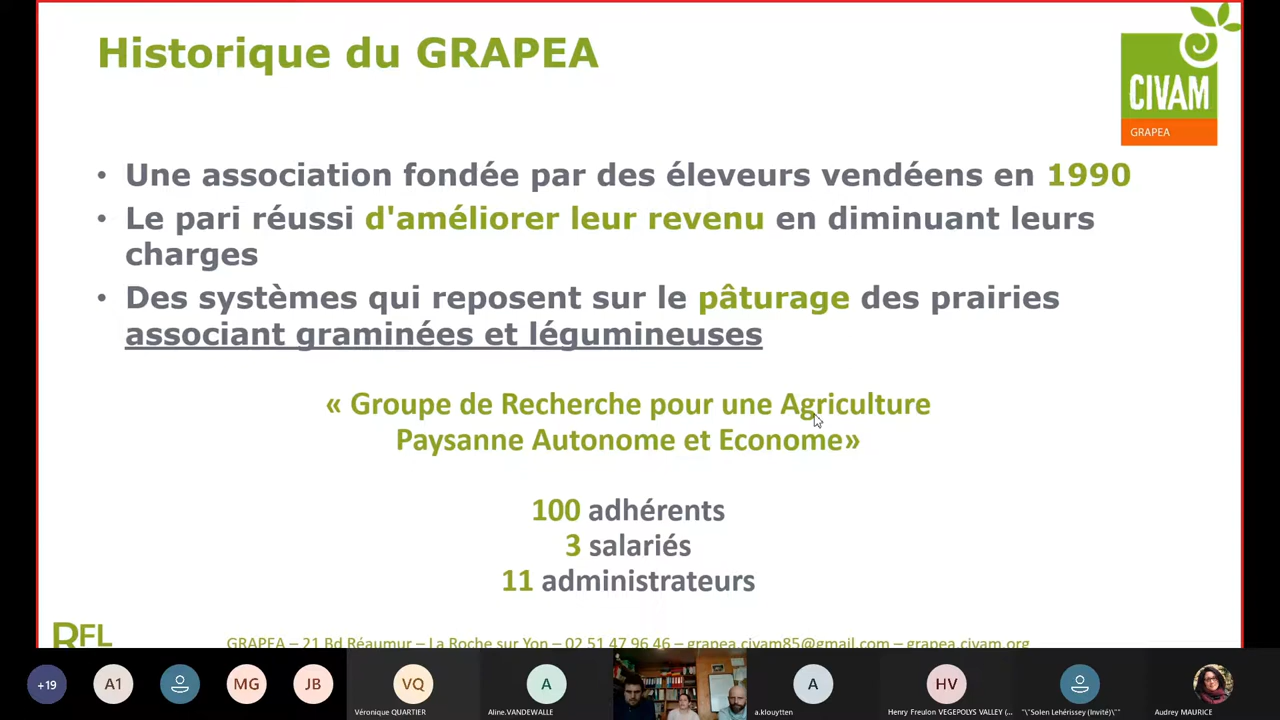 Historique du GRAPEA
CIVAM
GRAPEA
• Une association fondée par des éleveurs vendéens en 1990
• Le pari réussi d'améliorer leur revenu en diminuant leurs
charges
• Des systèmes qui reposent sur le pâturage des prairies
associant graminées et légumineuses
« Groupe de Recherche pour une Agriculture
Paysanne Autonome et Econome»
100 adhérents
3 salariés
11 administrateurs
RFL
GRAPEA – 21 Bd Réaumur – La Roche sur Yon – 02 51 47 96 46 – grapea.civam85@gmail.com – grapea.civam.org
+19
A1
MG
JB
VQ
A
A
HV
Véronique QUARTIER
Aline.VANDEWALLE
a.klouytten
Henry Freulon VEGEPOLYS VALLEY (...
"\"Solen Lehérissey (Invité)\""
Audrey MAURICE